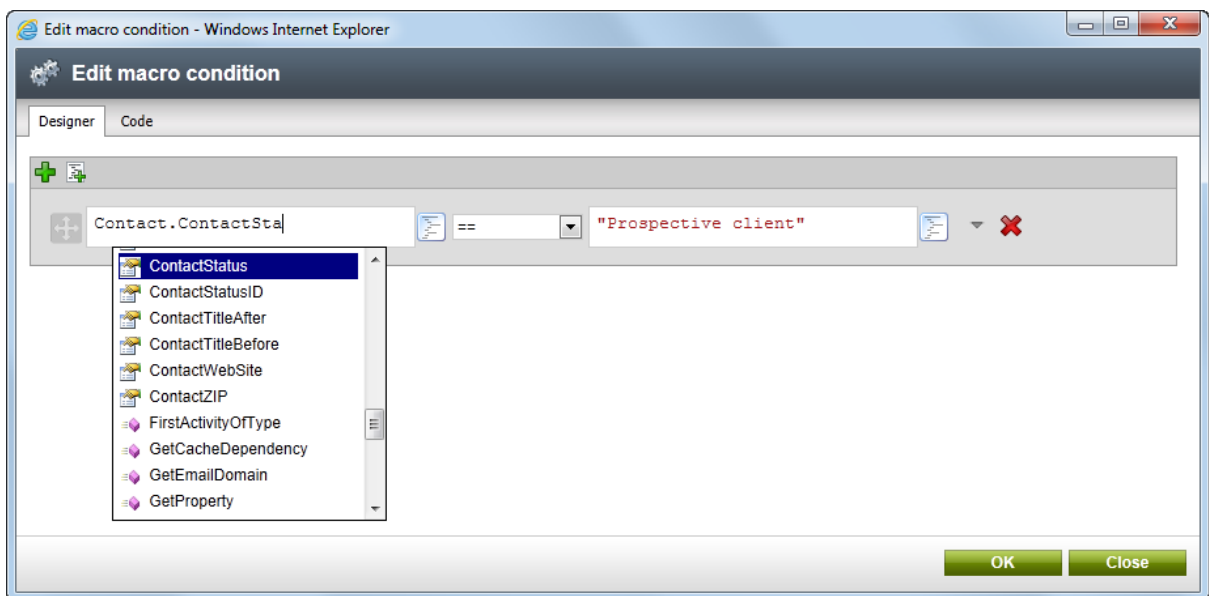 Edit macro condition - Windows Internet Explorer
Edit macro condition
Designer Code
Contact.ContactSta == "Prospective client"
ContactStatus
ContactStatusID
ContactTitleAfter
ContactTitleBefore
ContactWebSite
ContactZIP
FirstActivityOfType
GetCacheDependency
GetEmailDomain
GetProperty
OK Close